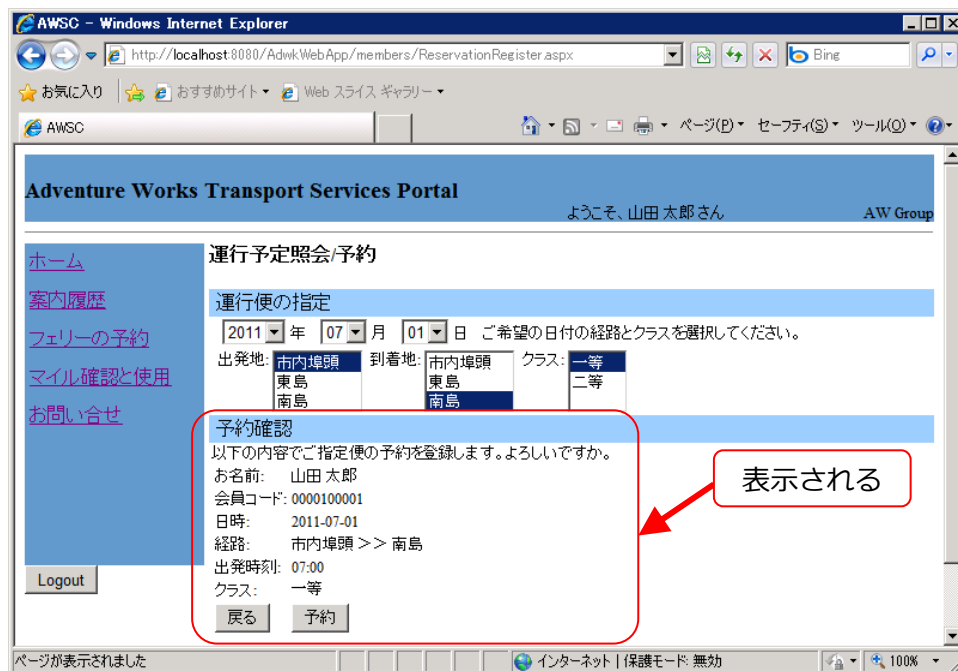 AWSC - Windows Internet Explorer
http://localhost:8080/AdwkWebApp/members/ReservationRegister.aspx
Bing
お気に入り
おすすめサイト
Web スライス ギャラリー
AWSC
ページ(P) セーフティ(S) ツール(O)
Adventure Works Transport Services Portal
ようこそ、山田 太郎 さん AW Group
ホーム
案内履歴
フェリーの予約
マイル確認と使用
お問い合せ
Logout
運行予定照会/予約
運行便の指定
2011 年 07 月 01 日 ご希望の日付の経路とクラスを選択してください。
出発地: 市内埠頭 到着地: 市内埠頭 クラス: 一等
東島 東島 二等
南島 南島
予約確認
以下の内容でご指定便の予約を登録します。よろしいですか。
お名前: 山田 太郎
会員コード: 0000100001
日時: 2011-07-01
経路: 市内埠頭 >> 南島
出発時刻: 07:00
クラス: 一等
戻る 予約
表示される
ページが表示されました
インターネット | 保護モード: 無効
100%